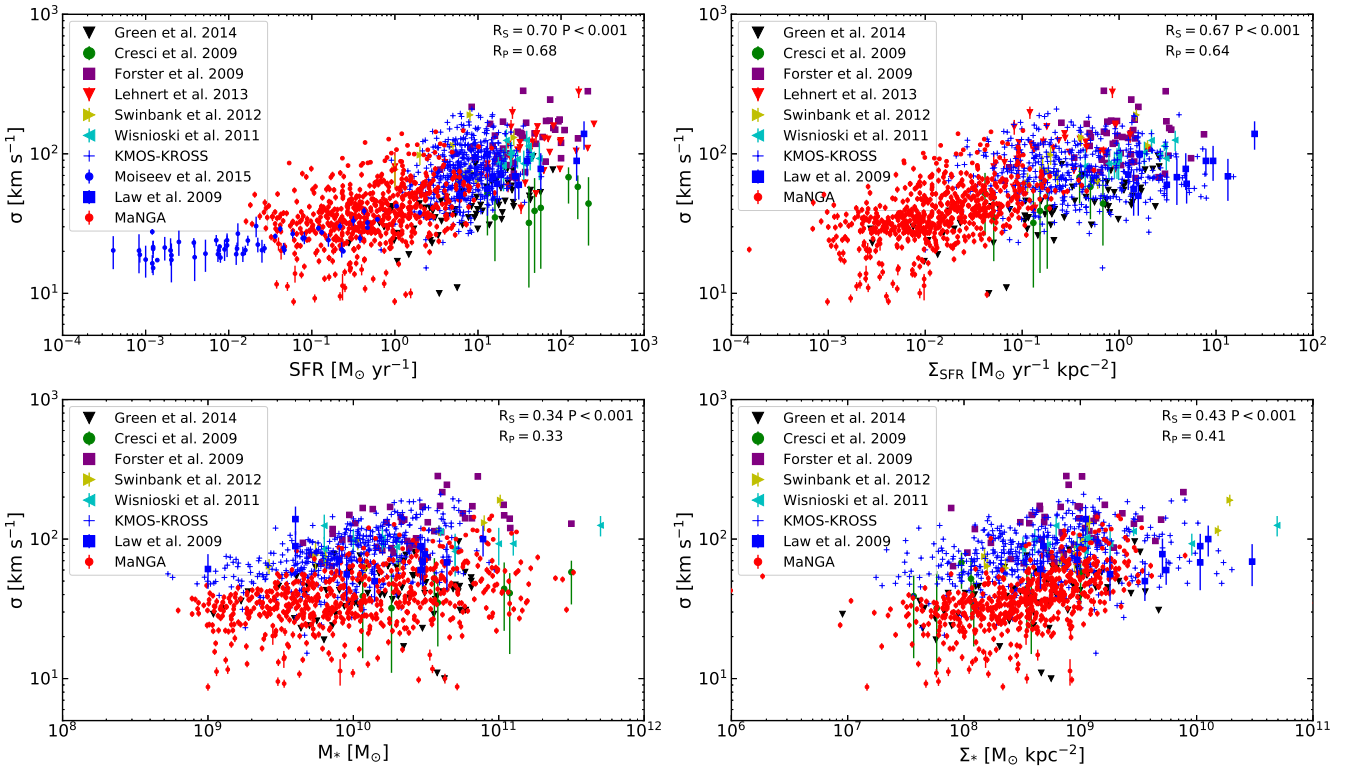 10³
10²
10¹
σ [km s⁻¹]
Green et al. 2014
Cresci et al. 2009
Forster et al. 2009
Lehnert et al. 2013
Swinbank et al. 2012
Wisnioski et al. 2011
KMOS-KROSS
Moiseev et al. 2015
Law et al. 2009
MaNGA
R_S = 0.70 P < 0.001
R_P = 0.68
10⁻⁴ 10⁻³ 10⁻² 10⁻¹ 10⁰ 10¹ 10² 10³
SFR [M⊙ yr⁻¹]
10³
10²
10¹
σ [km s⁻¹]
Green et al. 2014
Cresci et al. 2009
Forster et al. 2009
Lehnert et al. 2013
Swinbank et al. 2012
Wisnioski et al. 2011
KMOS-KROSS
Law et al. 2009
MaNGA
R_S = 0.67 P < 0.001
R_P = 0.64
10⁻⁴ 10⁻³ 10⁻² 10⁻¹ 10⁰ 10¹ 10²
Σ_SFR [M⊙ yr⁻¹ kpc⁻²]
10³
10²
10¹
σ [km s⁻¹]
Green et al. 2014
Cresci et al. 2009
Forster et al. 2009
Swinbank et al. 2012
Wisnioski et al. 2011
KMOS-KROSS
Law et al. 2009
MaNGA
R_S = 0.34 P < 0.001
R_P = 0.33
10⁸ 10⁹ 10¹⁰ 10¹¹ 10¹²
M_* [M⊙]
10³
10²
10¹
σ [km s⁻¹]
Green et al. 2014
Cresci et al. 2009
Forster et al. 2009
Swinbank et al. 2012
Wisnioski et al. 2011
KMOS-KROSS
Law et al. 2009
MaNGA
R_S = 0.43 P < 0.001
R_P = 0.41
10⁶ 10⁷ 10⁸ 10⁹ 10¹⁰ 10¹¹
Σ_* [M⊙ kpc⁻²]